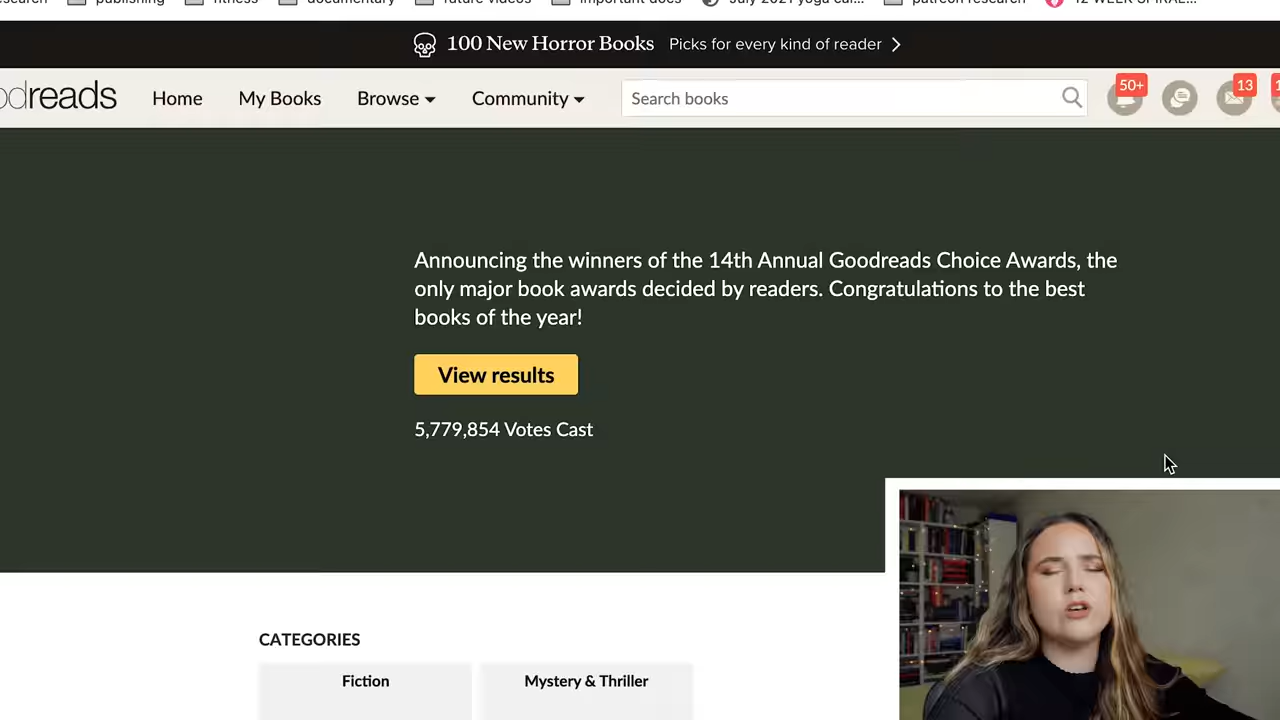 publishing
fitness
documentary
future videos
important docs
July 2021 yoga cal...
patreon research
12 WEEK SPIRAL...
100 New Horror Books Picks for every kind of reader
odreads Home My Books Browse Community Search books 50+ 13
Announcing the winners of the 14th Annual Goodreads Choice Awards, the
only major book awards decided by readers. Congratulations to the best
books of the year!
View results
5,779,854 Votes Cast
CATEGORIES
Fiction
Mystery & Thriller